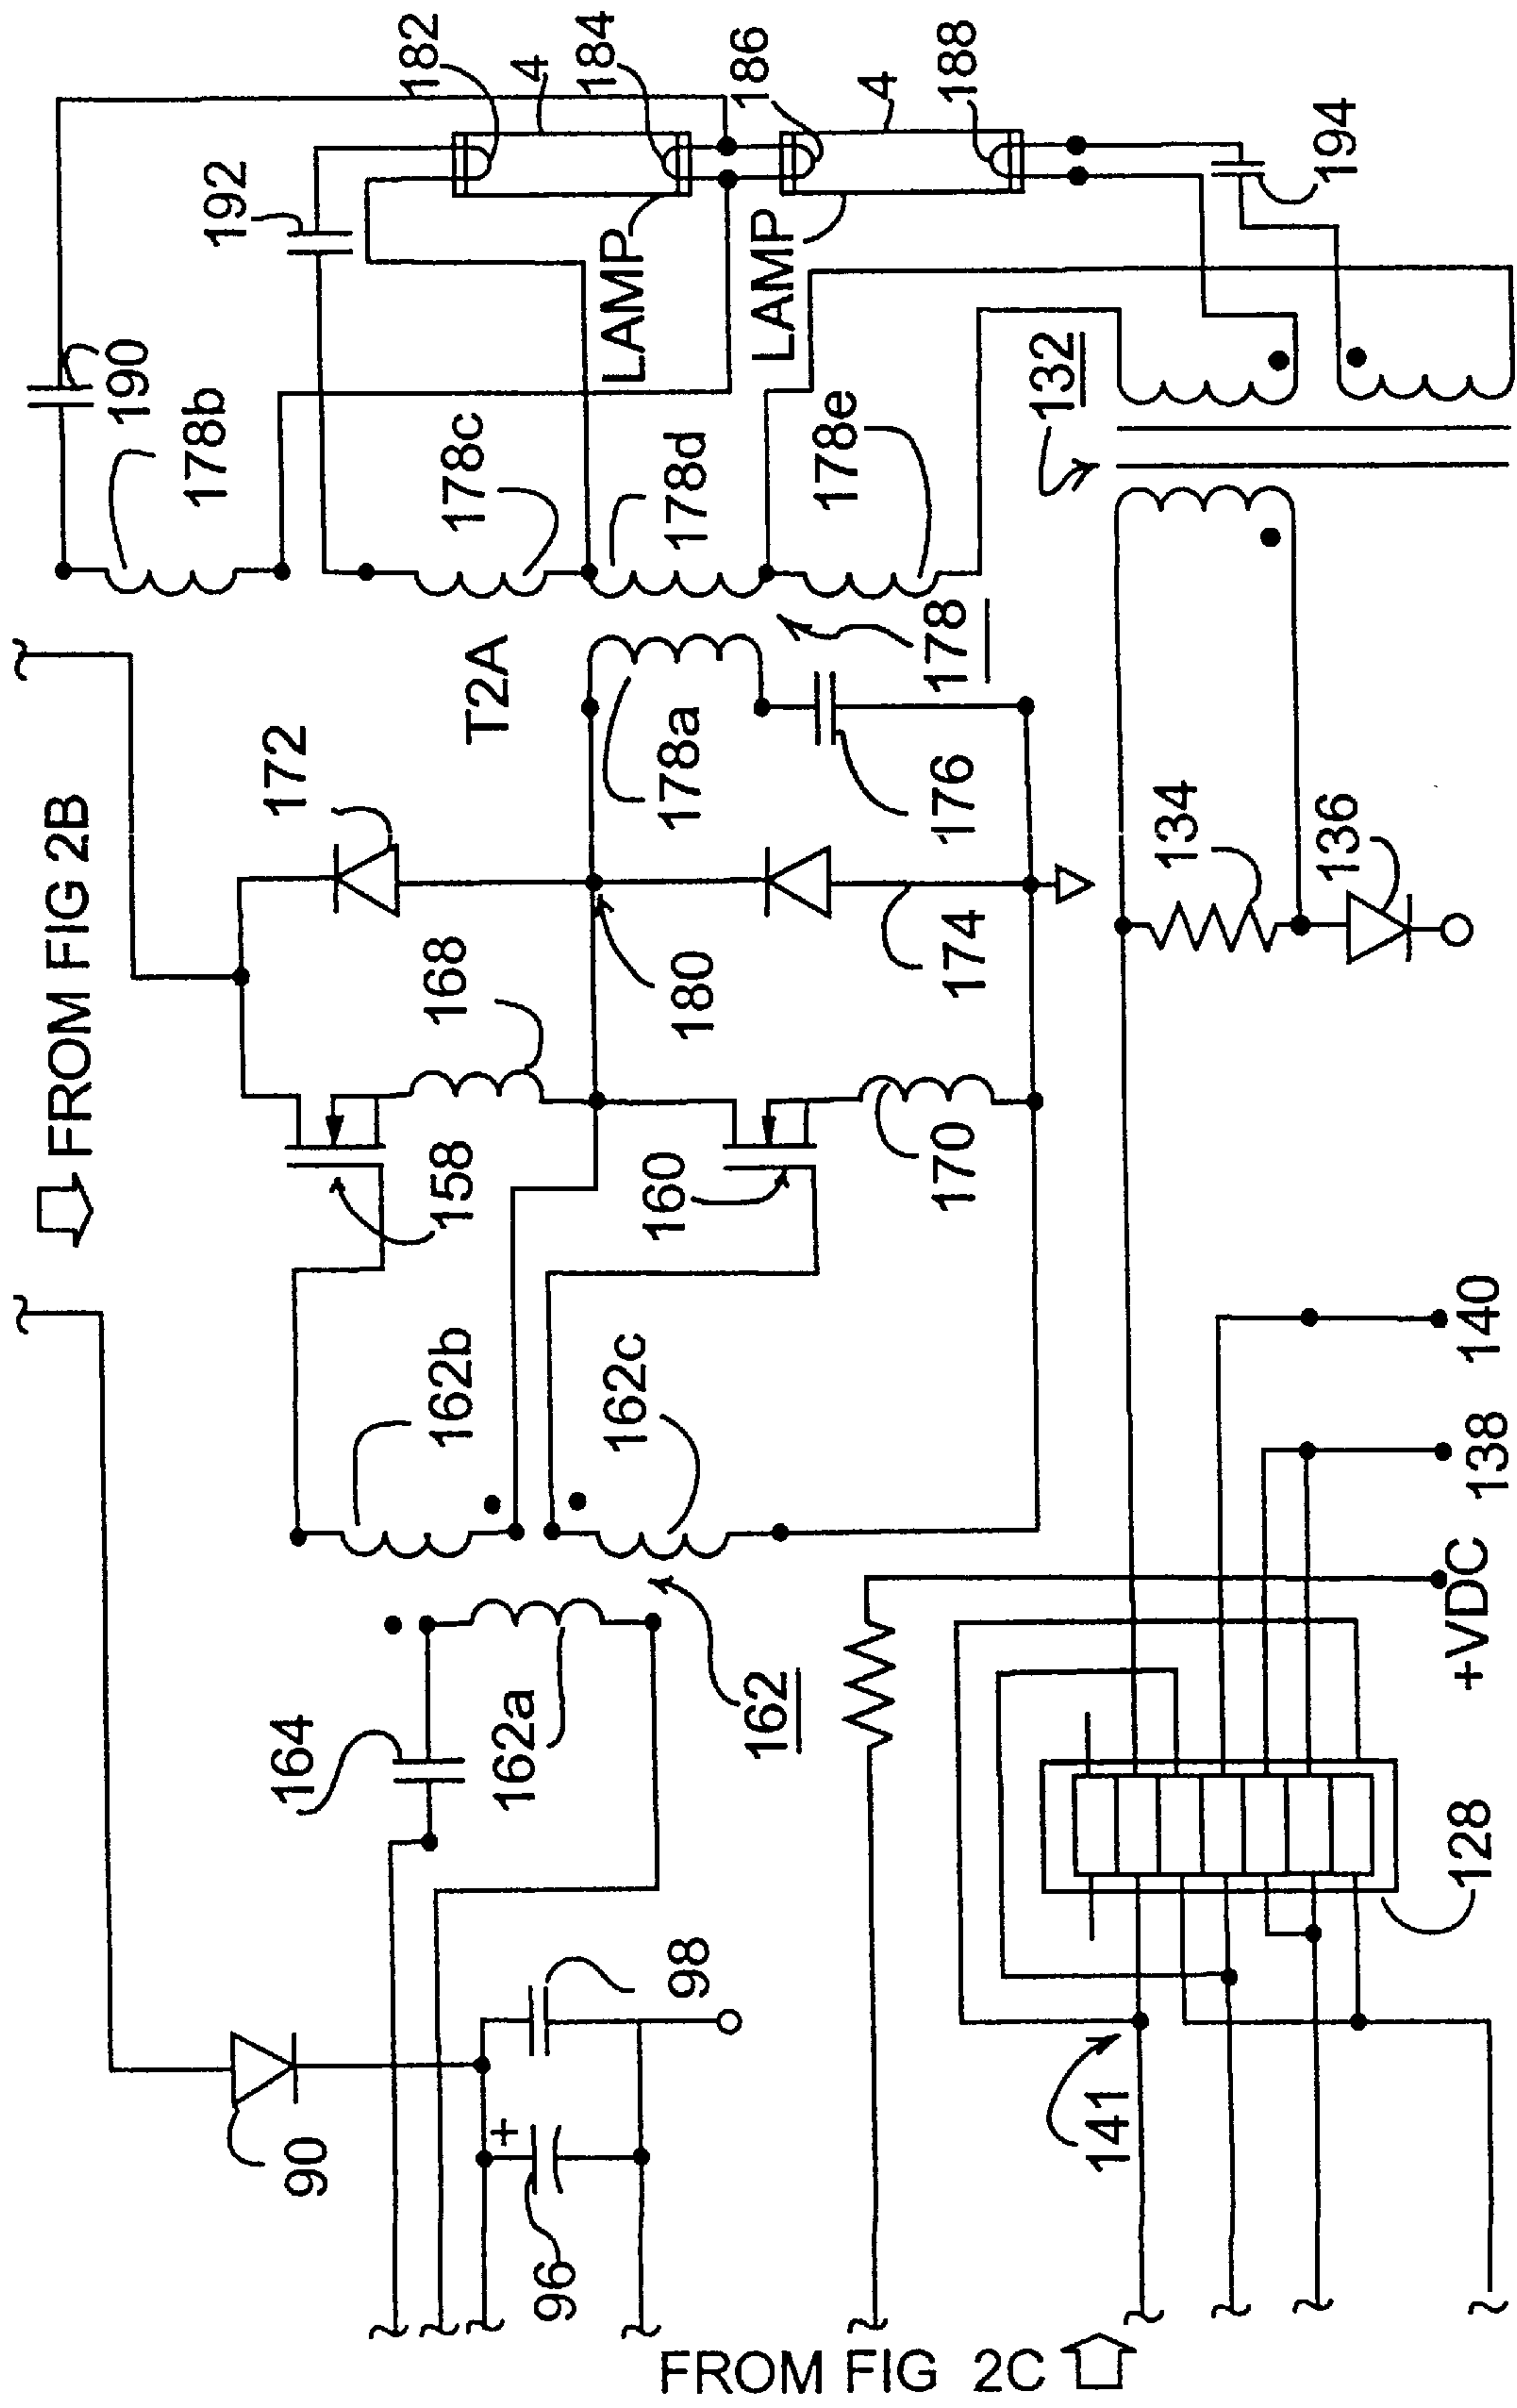 FROM FIG 2B
190
178b
192
182
4
184
186
4
188
194
LAMP
LAMP
178c
178d
178e
132
T2A
178
172
178a
176
168
180
174
134
136
158
160
170
162b
162c
140
138
+VDC
164
162a
162
128
90
+
96
98
141
FROM FIG 2C